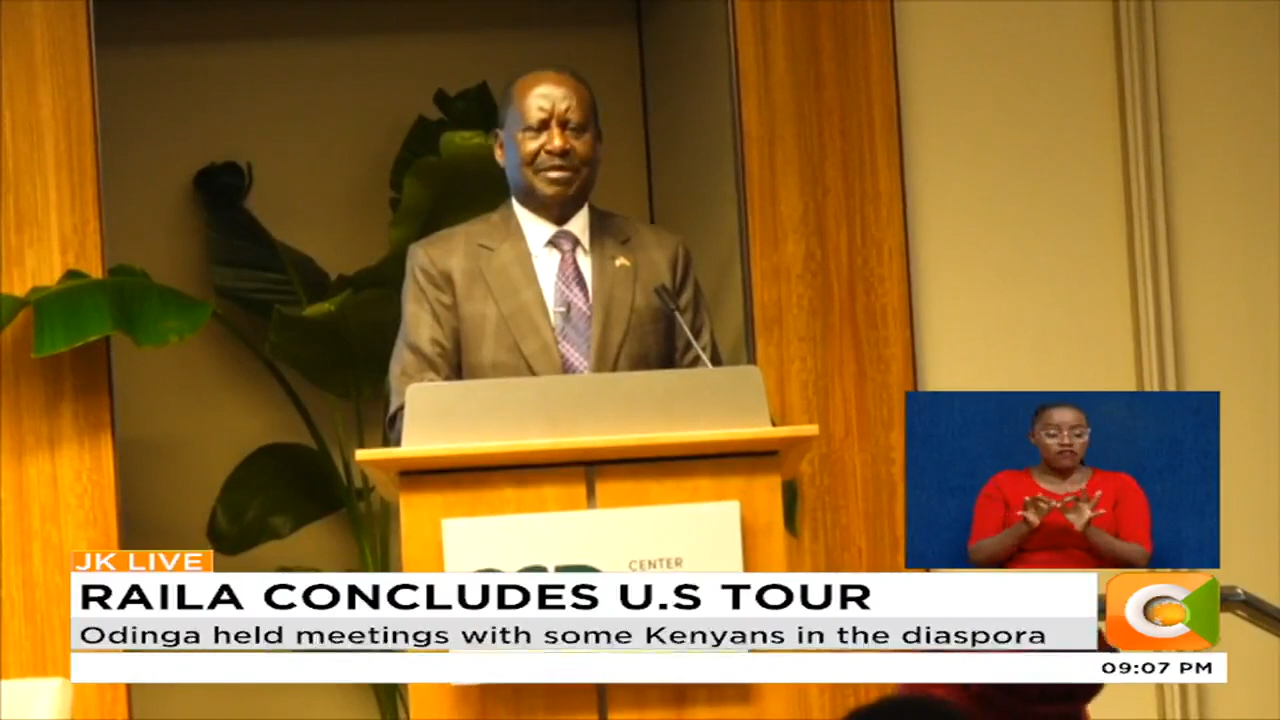 CENTER
JK LIVE
RAILA CONCLUDES U.S TOUR
Odinga held meetings with some Kenyans in the diaspora
09:07 PM